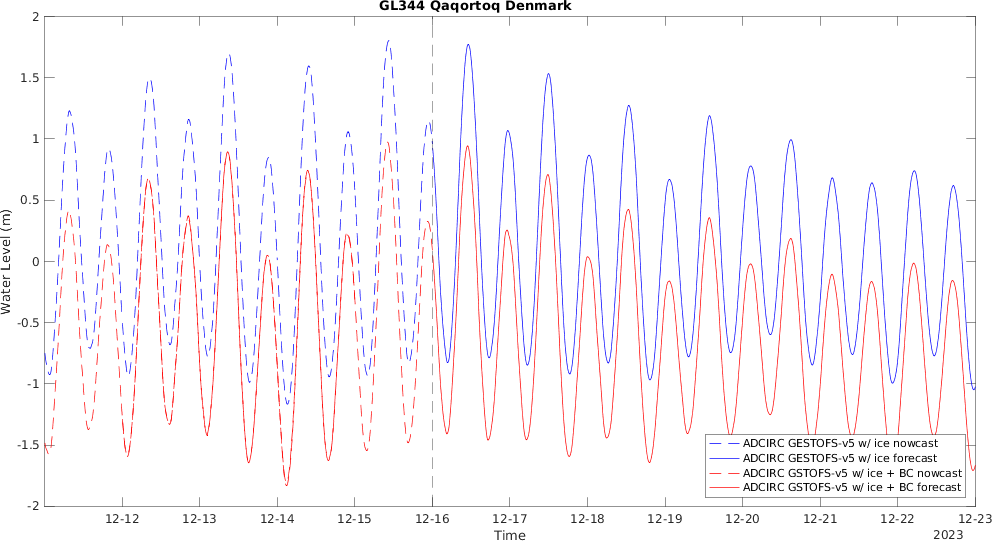 GL344 Qaqortoq Denmark
2
1.5
1
0.5
0
-0.5
-1
-1.5
-2
Water Level (m)
ADCIRC GESTOFS-v5 w/ ice nowcast
ADCIRC GESTOFS-v5 w/ ice forecast
ADCIRC GSTOFS-v5 w/ ice + BC nowcast
ADCIRC GSTOFS-v5 w/ ice + BC forecast
12-12 12-13 12-14 12-15 12-16 12-17 12-18 12-19 12-20 12-21 12-22 12-23
Time
2023